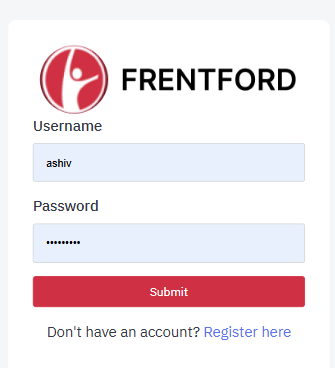 FRENTFORD
Username
ashiv
Password
•••••••••
Submit
Don't have an account? Register here